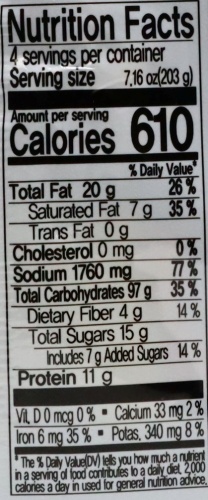 Nutrition Facts
4 servings per container
Serving size 7,16 oz(203 g)
Amount per serving
Calories 610
% Daily Value*
Total Fat 20 g 26 %
Saturated Fat 7 g 35 %
Trans Fat 0 g
Cholesterol 0 mg 0 %
Sodium 1760 mg 77 %
Total Carbohydrates 97 g 35 %
Dietary Fiber 4 g 14 %
Total Sugars 15 g
Includes 7 g Added Sugars 14 %
Protein 11 g
Vit. D 0 mcg 0 % • Calcium 33 mg 2 %
Iron 6 mg 35 % • Potas. 340 mg 8 %
* The % Daily Value(DV) tells you how much a nutrient
in a serving of food contributes to a daily diet. 2,000
calories a day in used for general nutrition advice.